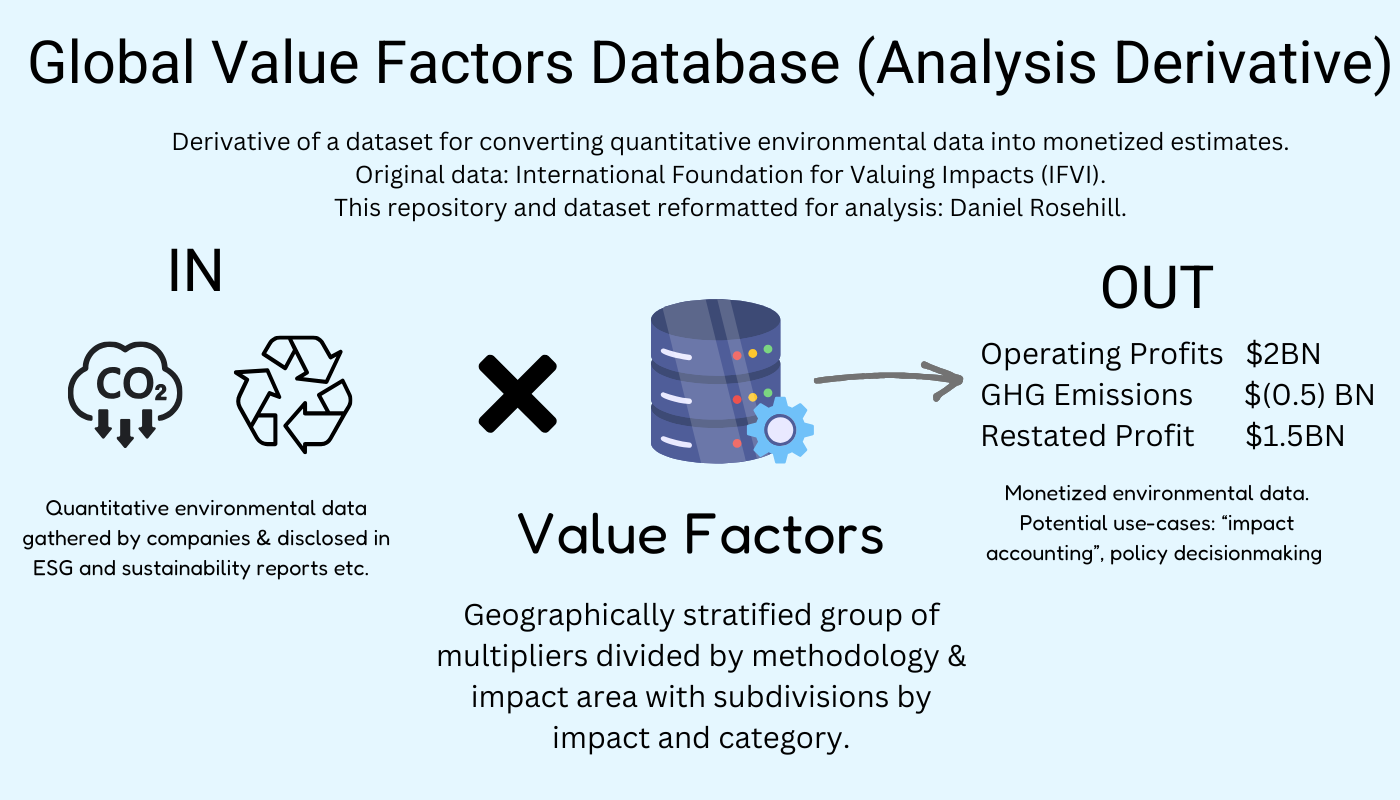 Global Value Factors Database (Analysis Derivative)
Derivative of a dataset for converting quantitative environmental data into monetized estimates.
Original data: International Foundation for Valuing Impacts (IFVI).
This repository and dataset reformatted for analysis: Daniel Rosehill.
IN
CO₂
Quantitative environmental data
gathered by companies & disclosed in
ESG and sustainability reports etc.
Value Factors
Geographically stratified group of
multipliers divided by methodology &
impact area with subdivisions by
impact and category.
OUT
Operating Profits $2BN
GHG Emissions $(0.5) BN
Restated Profit $1.5BN
Monetized environmental data.
Potential use-cases: “impact
accounting”, policy decisionmaking